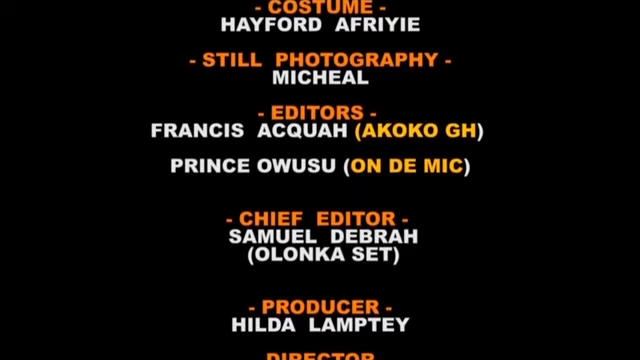 - COSTUME -
HAYFORD AFRIYIE
- STILL PHOTOGRAPHY -
MICHEAL
- EDITORS -
FRANCIS ACQUAH (AKOKO GH)
PRINCE OWUSU (ON DE MIC)
- CHIEF EDITOR -
SAMUEL DEBRAH
(OLONKA SET)
- PRODUCER -
HILDA LAMPTEY
DIRECTOR